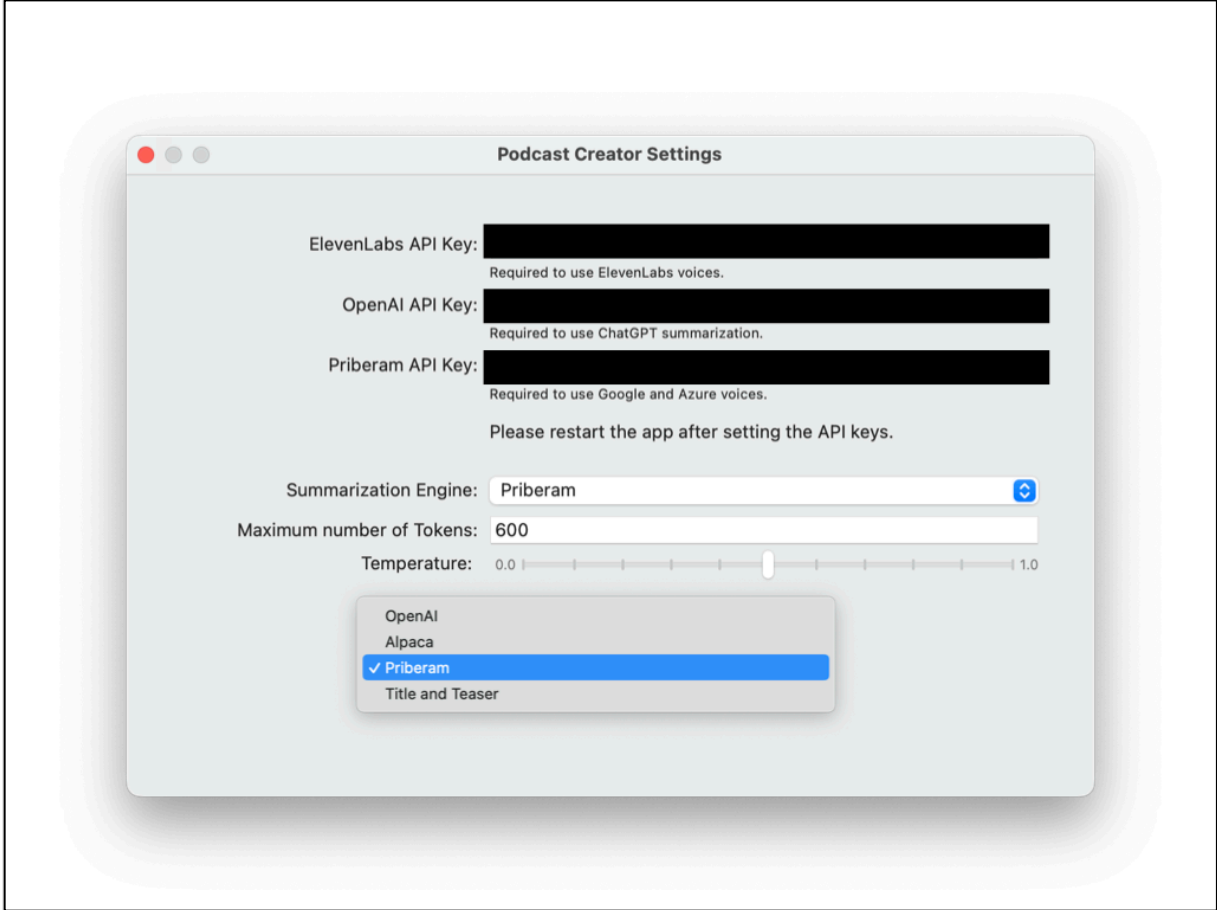 Podcast Creator Settings
ElevenLabs API Key:
Required to use ElevenLabs voices.
OpenAI API Key:
Required to use ChatGPT summarization.
Priberam API Key:
Required to use Google and Azure voices.
Please restart the app after setting the API keys.
Summarization Engine: Priberam
Maximum number of Tokens: 600
Temperature: 0.0 1.0
OpenAI
Alpaca
✓ Priberam
Title and Teaser